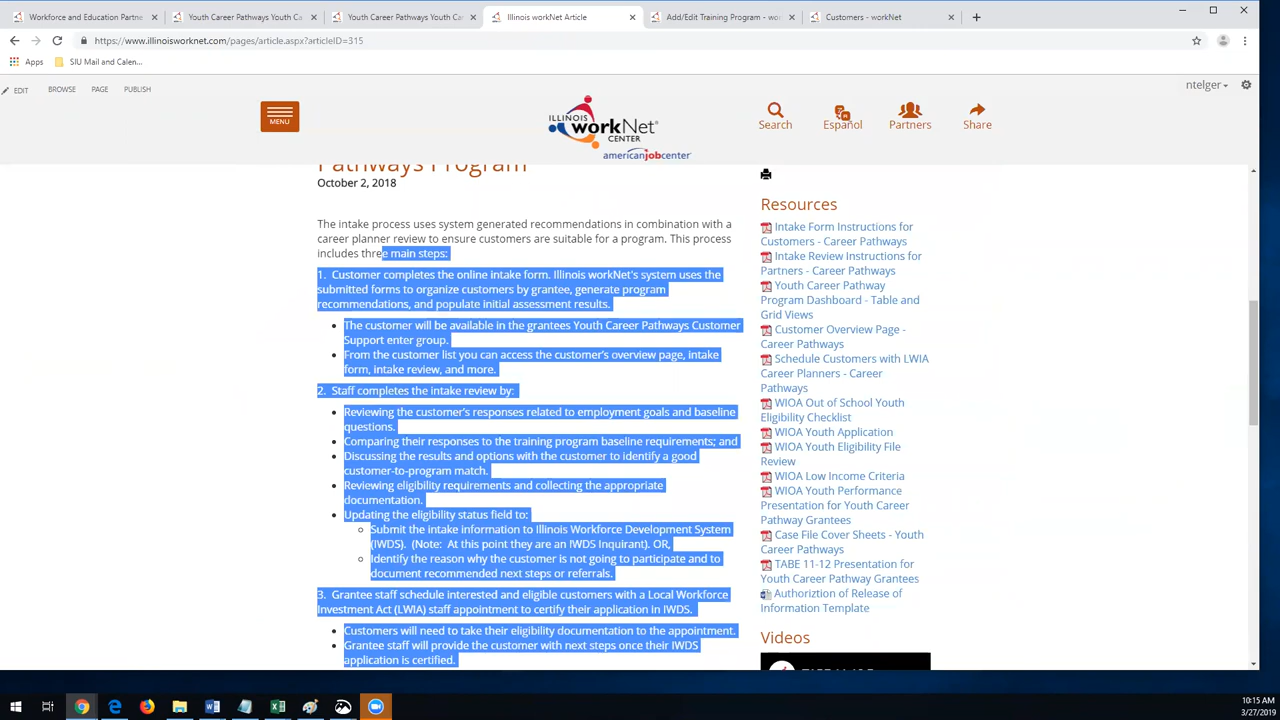 Workforce and Education Partne
Youth Career Pathways Youth Ca
Youth Career Pathways Youth Car
Illinois workNet Article
Add/Edit Training Program - wo
Customers - workNet
https://www.illinoisworknet.com/pages/article.aspx?articleID=315
Apps
SIU Mail and Calen...
EDIT
BROWSE
PAGE
PUBLISH
ntelger
MENU
ILLINOIS
workNet
CENTER
americanjobcenter
Search
Español
Partners
Share
Pathways Program
October 2, 2018
The intake process uses system generated recommendations in combination with a
career planner review to ensure customers are suitable for a program. This process
includes three main steps:
1. Customer completes the online intake form. Illinois workNet's system uses the
submitted forms to organize customers by grantee, generate program
recommendations, and populate initial assessment results.
The customer will be available in the grantees Youth Career Pathways Customer
Support enter group.
From the customer list you can access the customer's overview page, intake
form, intake review, and more.
2. Staff completes the intake review by:
Reviewing the customer's responses related to employment goals and baseline
questions.
Comparing their responses to the training program baseline requirements; and
Discussing the results and options with the customer to identify a good
customer-to-program match.
Reviewing eligibility requirements and collecting the appropriate
documentation.
Updating the eligibility status field to:
Submit the intake information to Illinois Workforce Development System
(IWDS). (Note: At this point they are an IWDS Inquirant). OR,
Identify the reason why the customer is not going to participate and to
document recommended next steps or referrals.
3. Grantee staff schedule interested and eligible customers with a Local Workforce
Investment Act (LWIA) staff appointment to certify their application in IWDS.
Customers will need to take their eligibility documentation to the appointment.
Grantee staff will provide the customer with next steps once their IWDS
application is certified.
Resources
Intake Form Instructions for
Customers - Career Pathways
Intake Review Instructions for
Partners - Career Pathways
Youth Career Pathway
Program Dashboard - Table and
Grid Views
Customer Overview Page -
Career Pathways
Schedule Customers with LWIA
Career Planners - Career
Pathways
WIOA Out of School Youth
Eligibility Checklist
WIOA Youth Application
WIOA Youth Eligibility File
Review
WIOA Low Income Criteria
WIOA Youth Performance
Presentation for Youth Career
Pathway Grantees
Case File Cover Sheets - Youth
Career Pathways
TABE 11-12 Presentation for
Youth Career Pathway Grantees
Authoriztion of Release of
Information Template
Videos
10:15 AM
3/27/2019